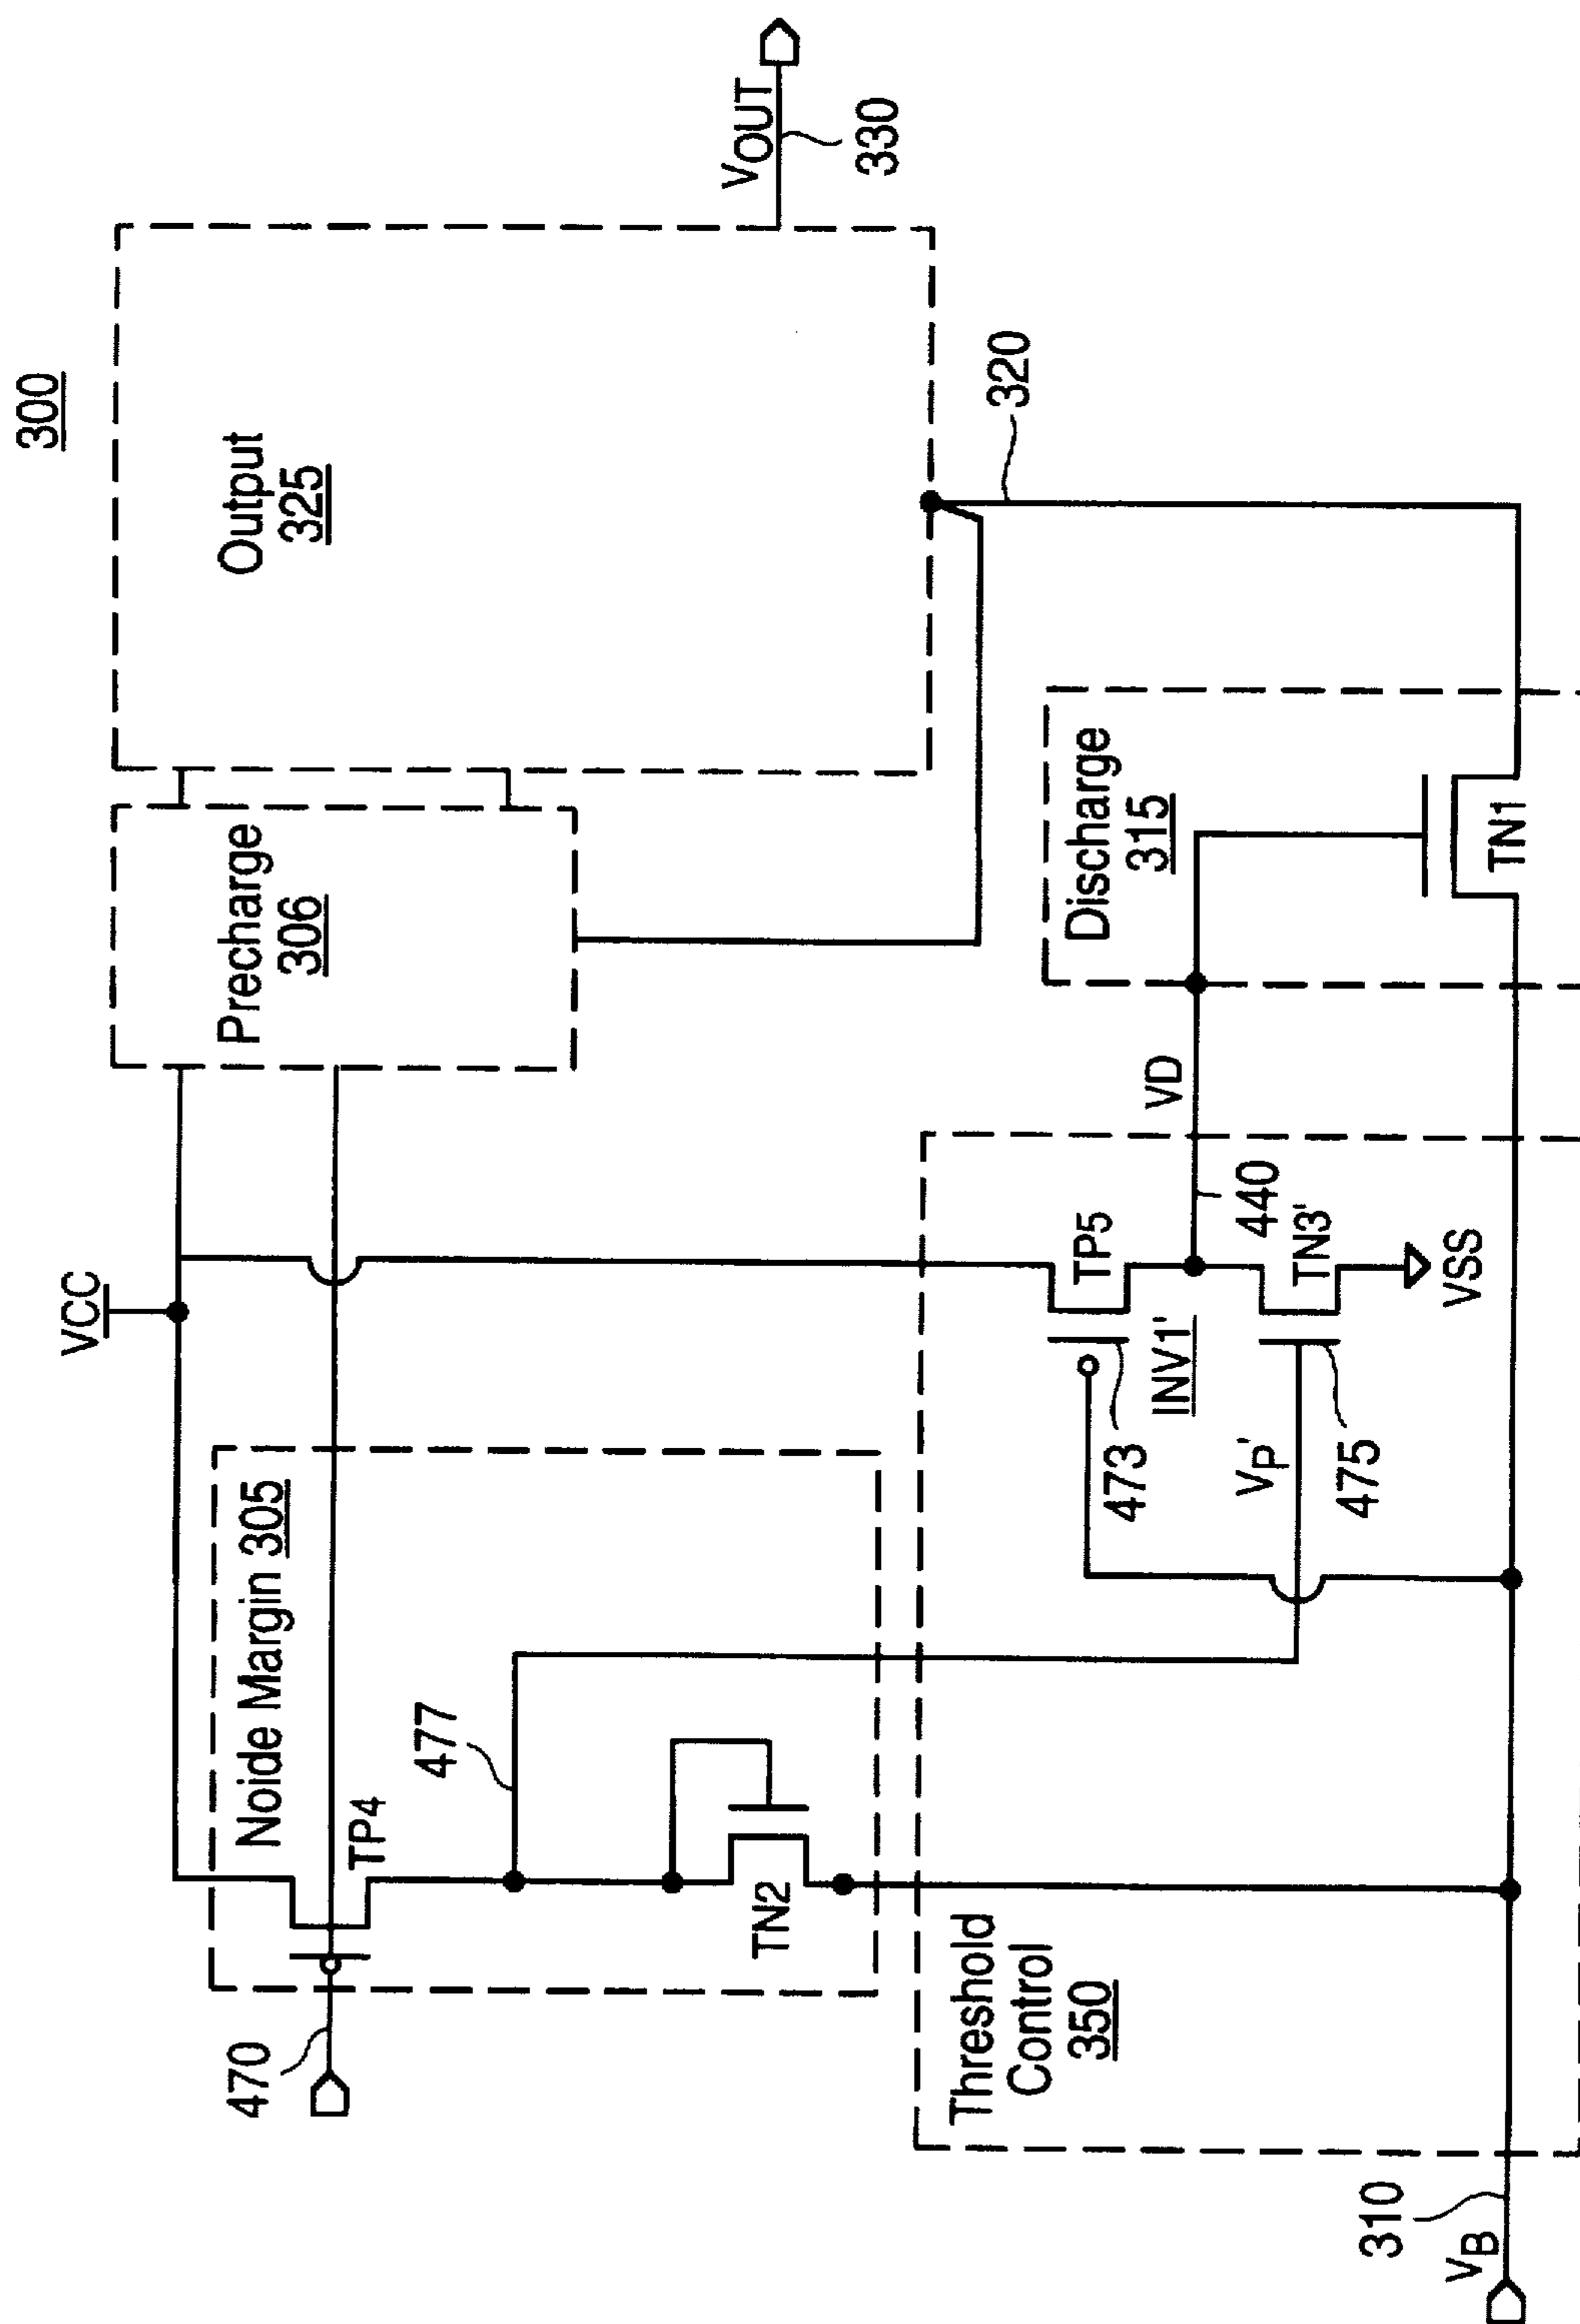 300
VCC
Precharge
306
Output
325
VOUT
330
Noide Margin 305
470
TP4
477
TN2
320
Threshold
Control
350
473
TP5
INV1'
VP'
475
440
TN3'
VSS
VD
Discharge
315
TN1
310
VB